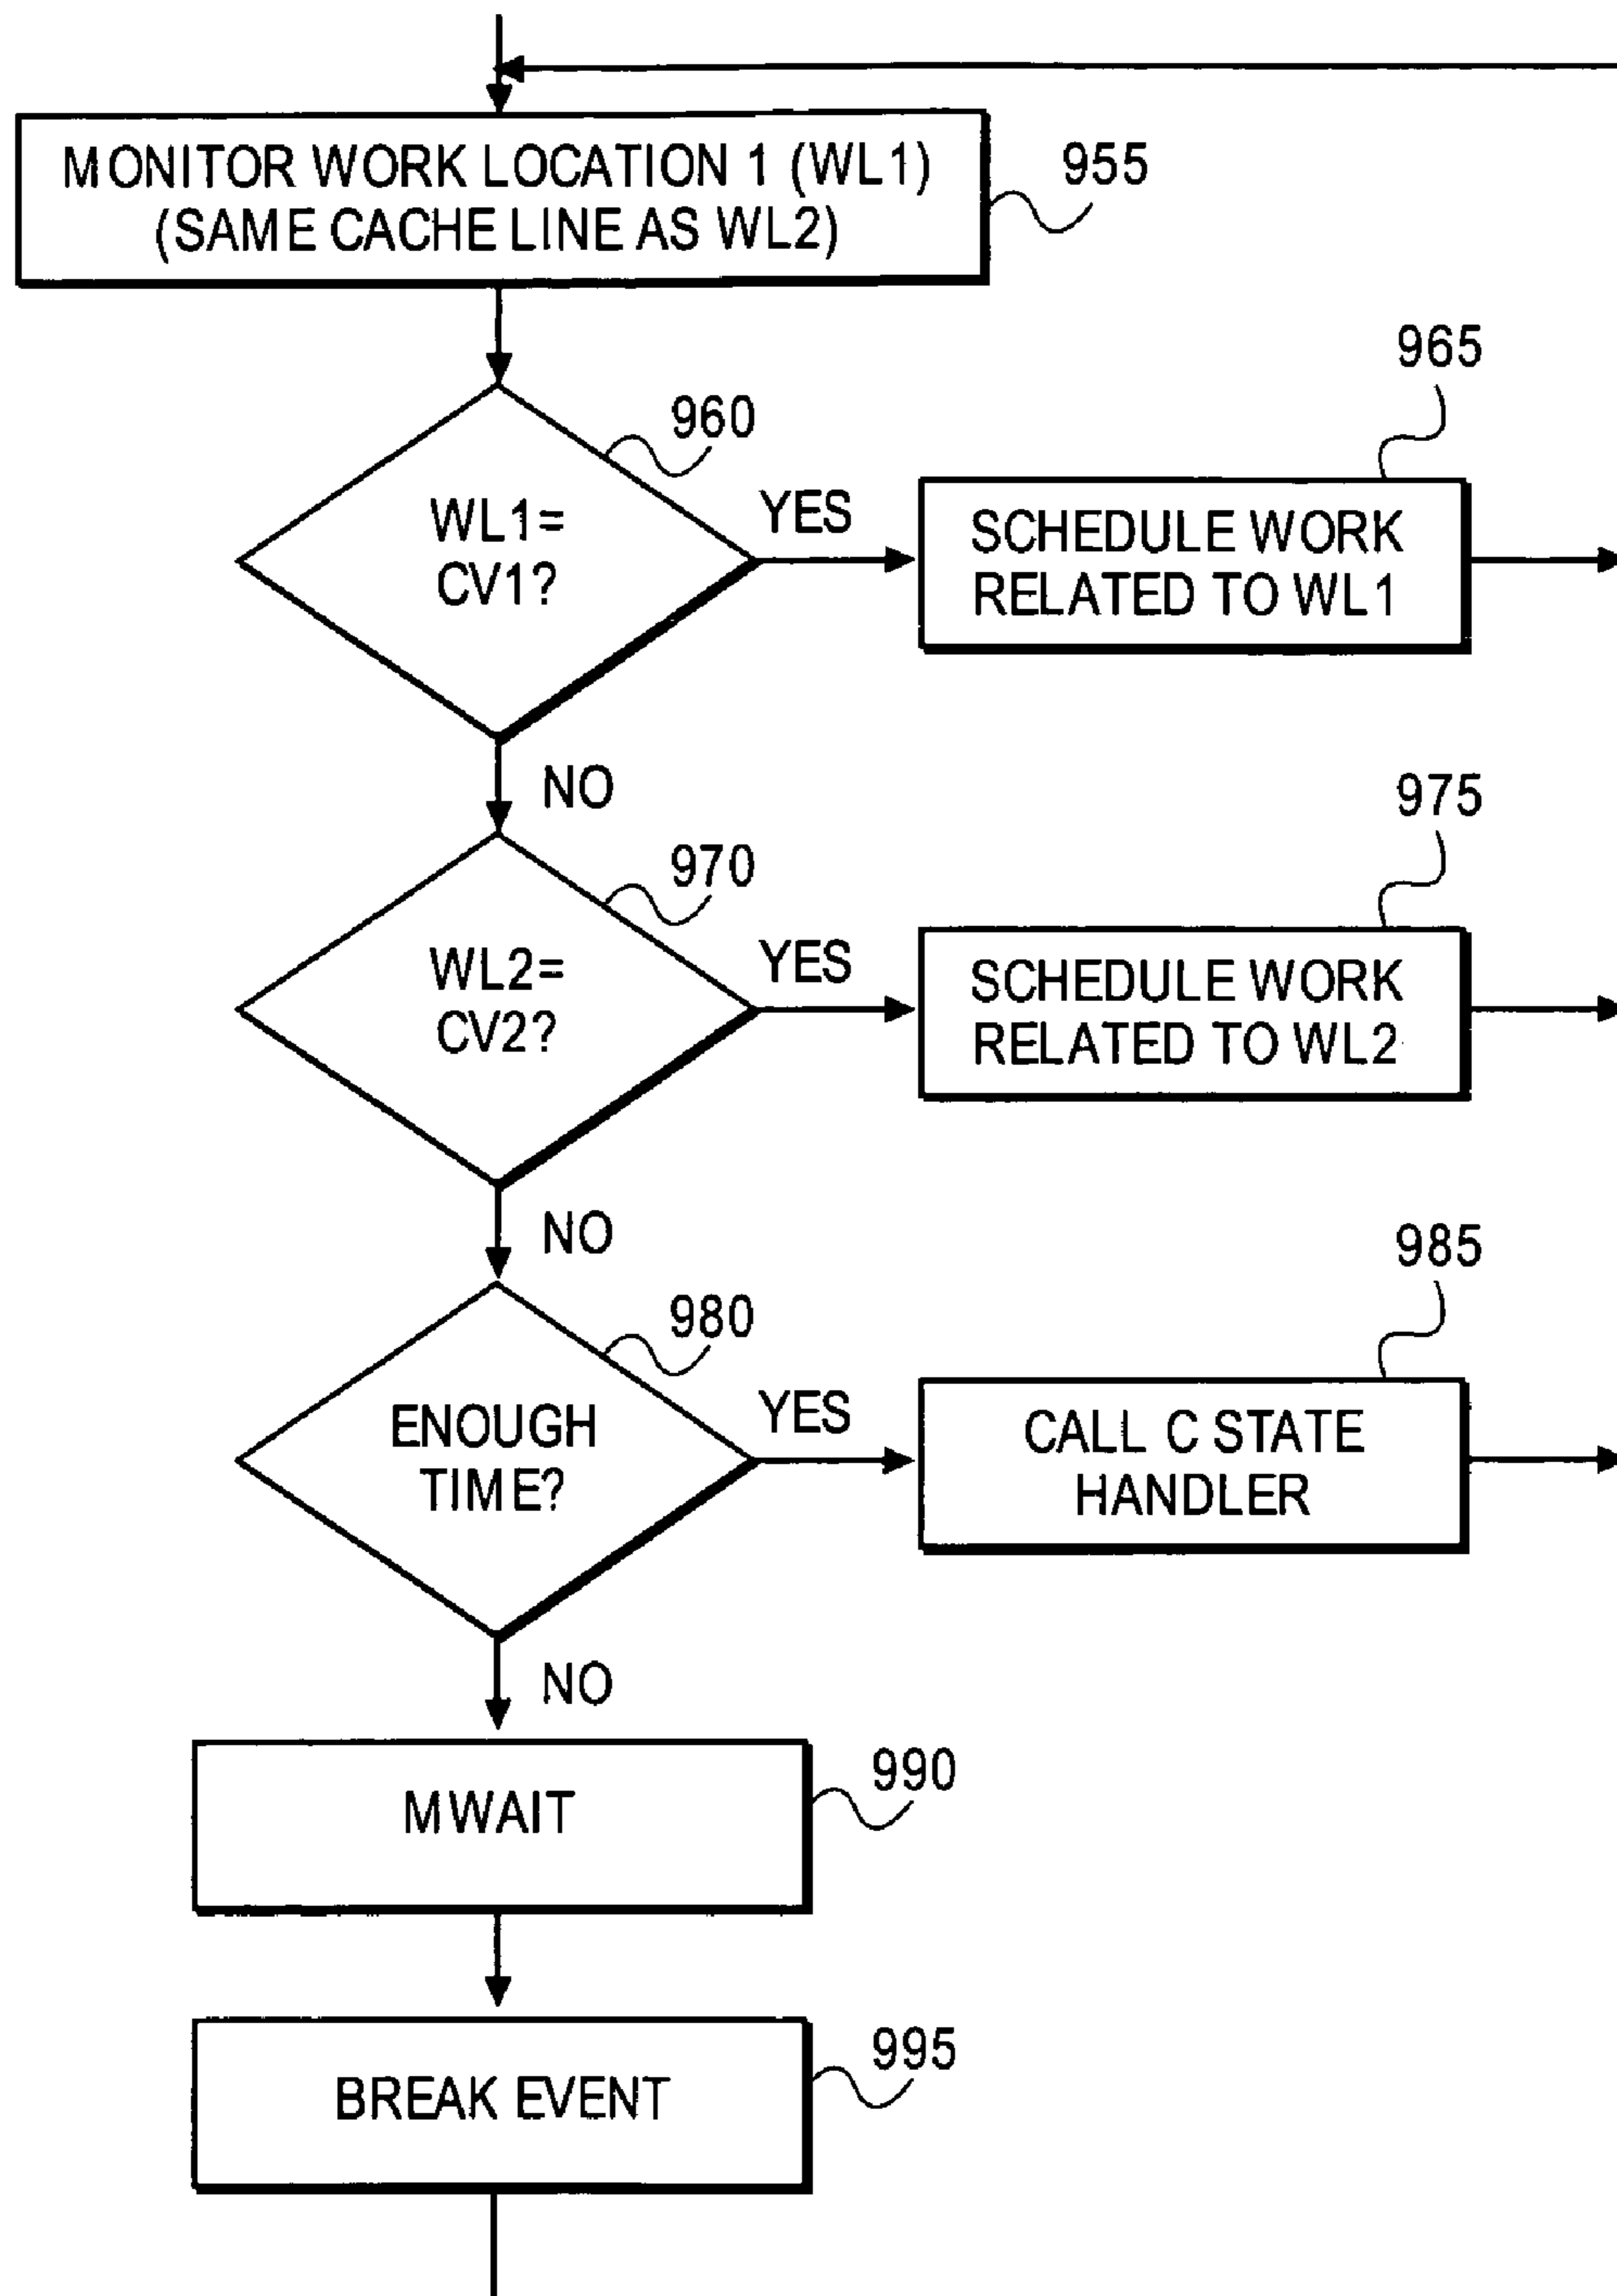 MONITOR WORK LOCATION 1 (WL1)
(SAME CACHE LINE AS WL2)
955
960
WL1=
CV1?
YES
965
SCHEDULE WORK
RELATED TO WL1
NO
970
WL2=
CV2?
YES
975
SCHEDULE WORK
RELATED TO WL2
NO
980
ENOUGH
TIME?
YES
985
CALL C STATE
HANDLER
NO
MWAIT
990
BREAK EVENT
995